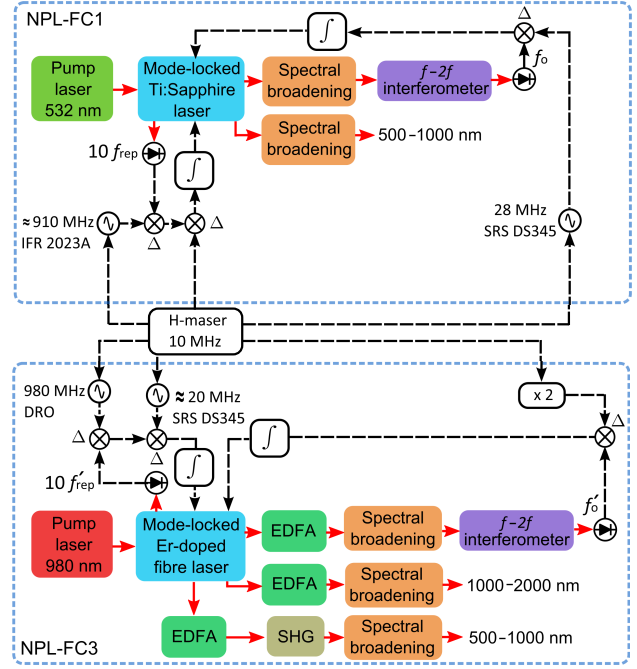 NPL-FC1
∫
Δ
f₀
Pump
laser
532 nm
Mode-locked
Ti:Sapphire
laser
Spectral
broadening
f–2f
interferometer
Spectral
broadening
500–1000 nm
10 f_rep
∫
≈910 MHz
IFR 2023A
Δ
Δ
28 MHz
SRS DS345
H-maser
10 MHz
980 MHz
DRO
≈ 20 MHz
SRS DS345
x 2
Δ
Δ
Δ
∫
∫
10 f′_rep
f₀′
Pump
laser
980 nm
Mode-locked
Er-doped
fibre laser
EDFA
Spectral
broadening
f–2f
interferometer
EDFA
Spectral
broadening
1000–2000 nm
EDFA
SHG
Spectral
broadening
500–1000 nm
NPL-FC3